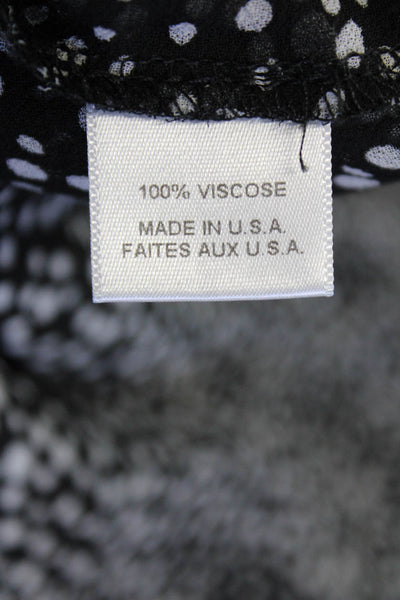 100% VISCOSE
MADE IN U.S.A.
FAITES AUX U.S.A.